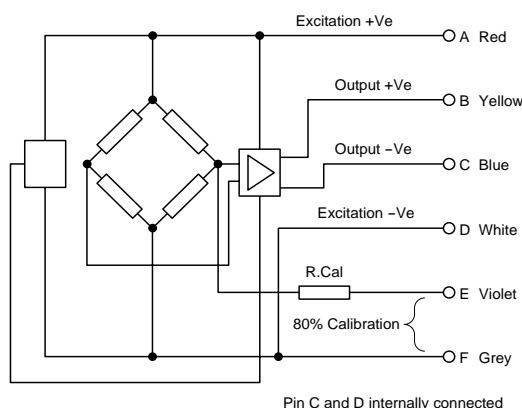 Excitation +Ve
A Red
Output +Ve
B Yellow
Output −Ve
C Blue
Excitation −Ve
D White
R.Cal
E Violet
80% Calibration
F Grey
Pin C and D internally connected